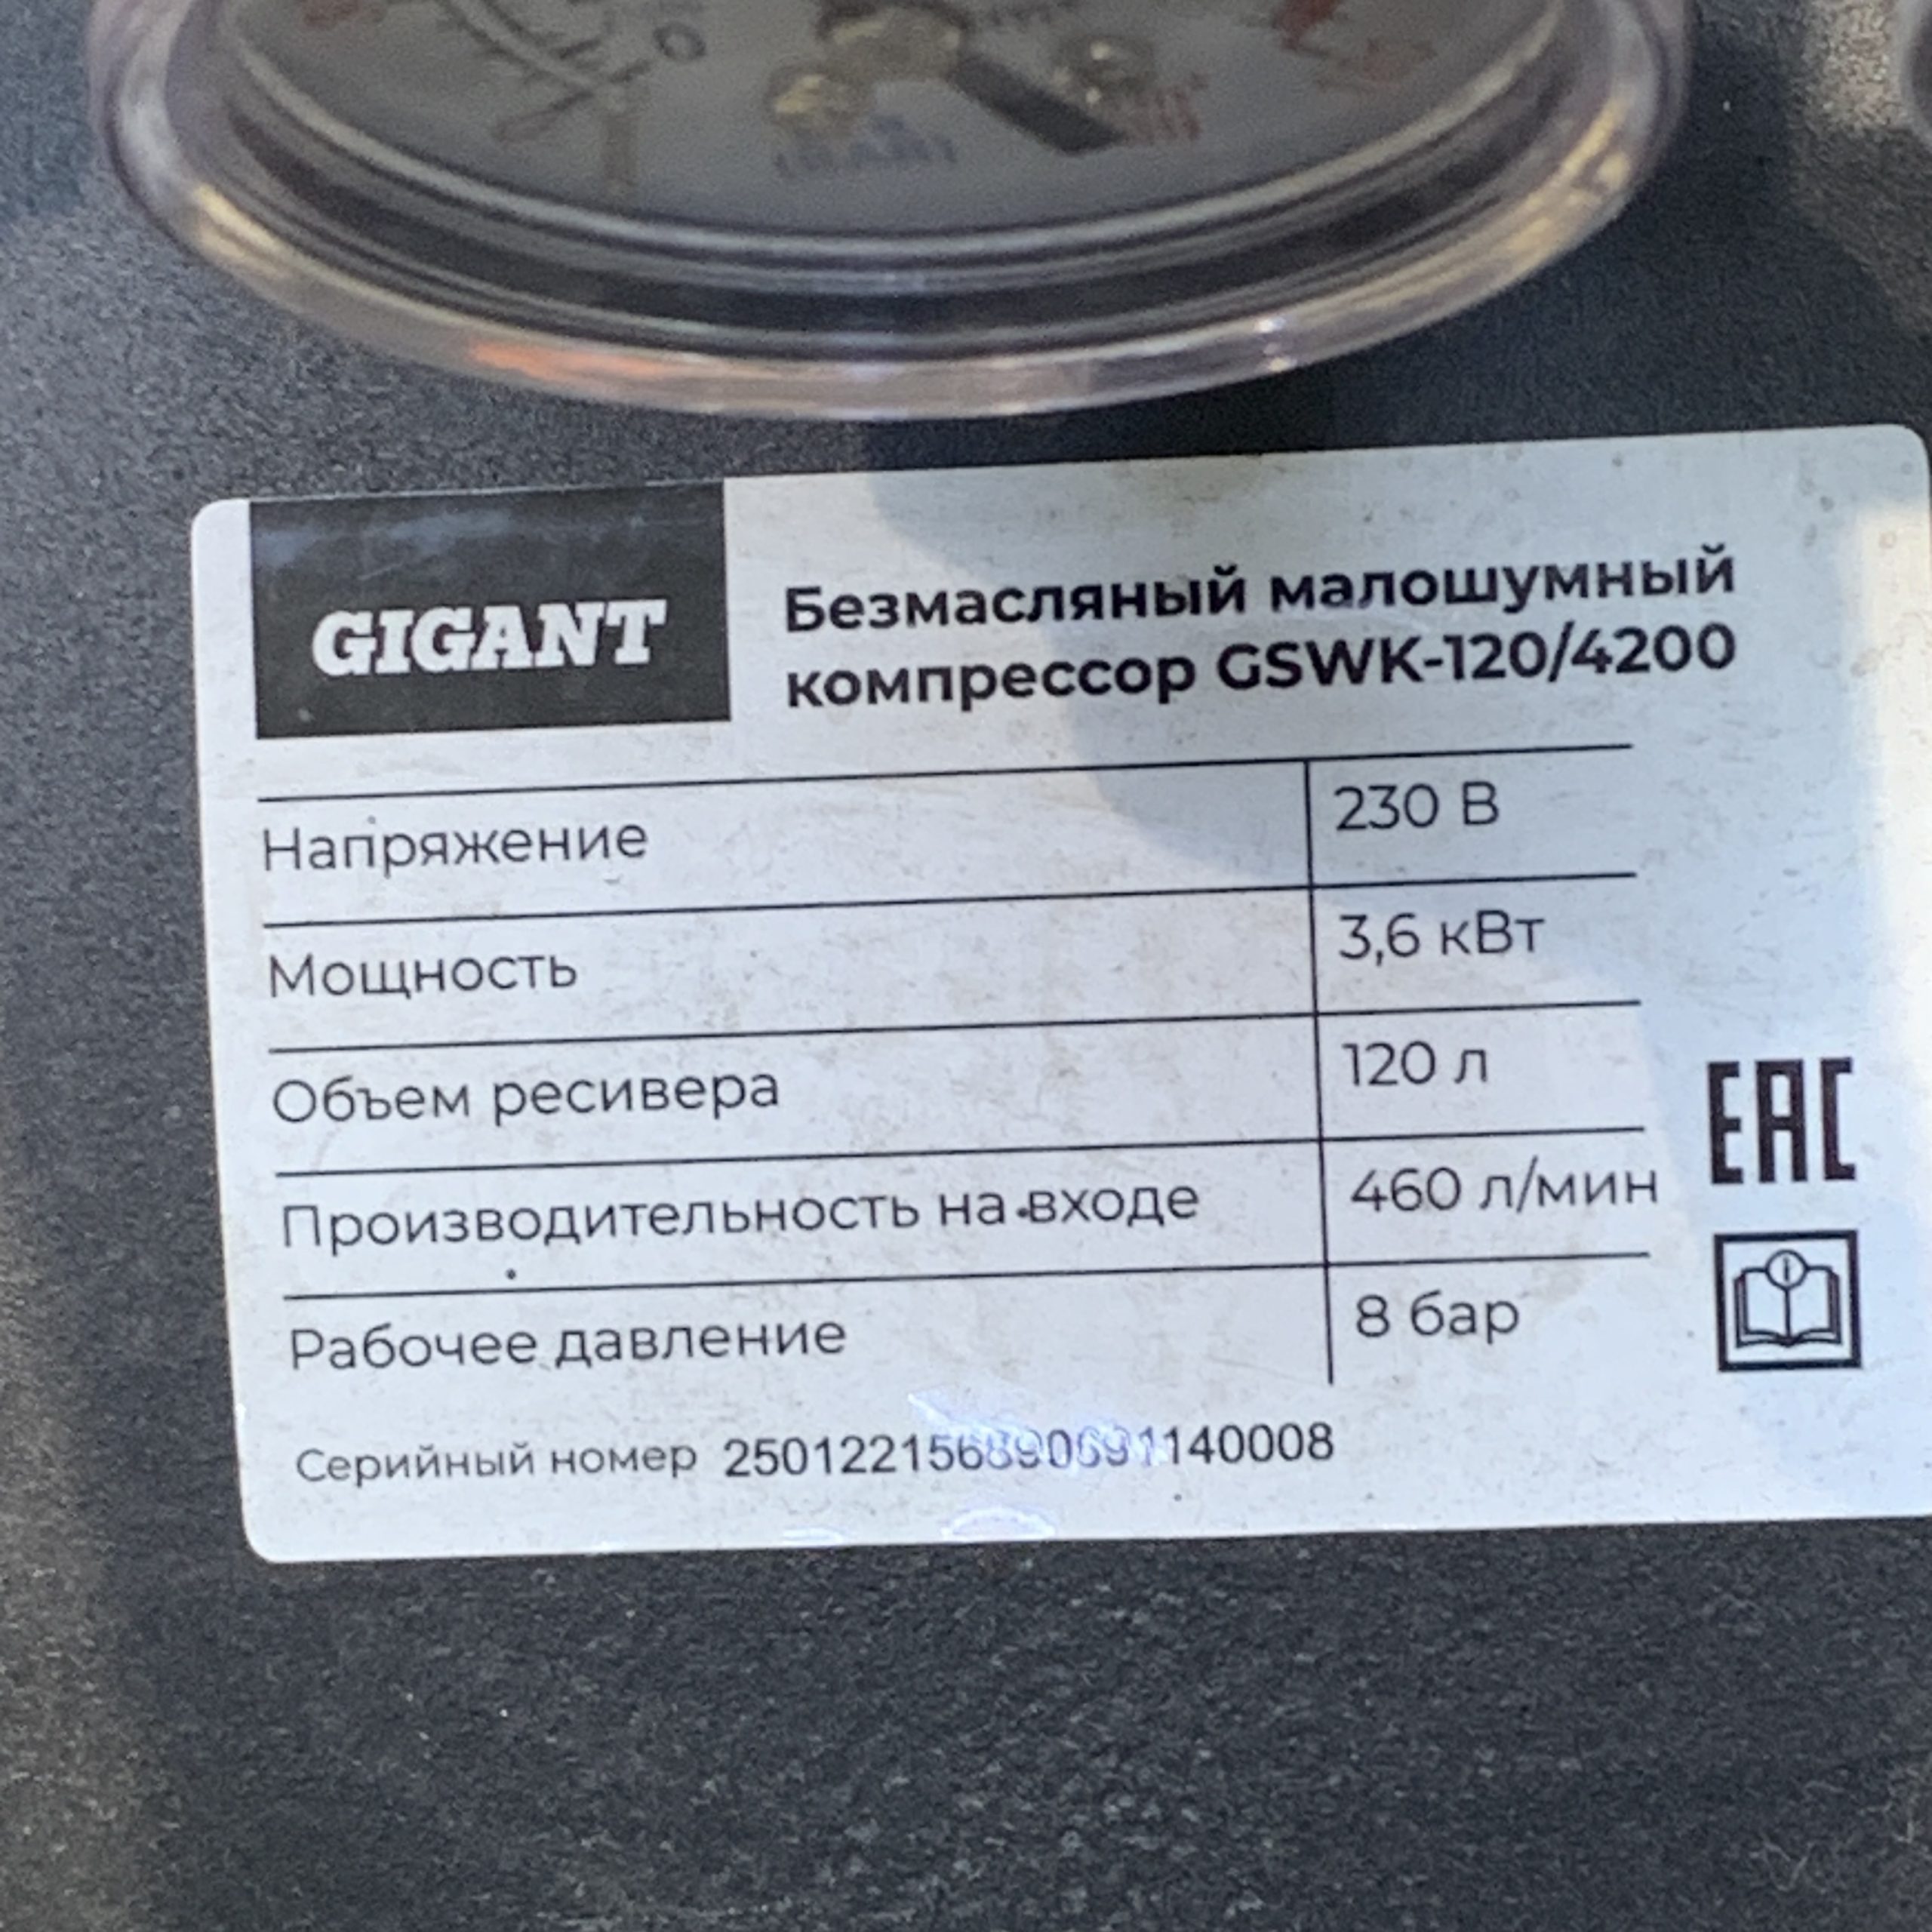 GIGANT
Безмасляный малошумный
компрессор GSWK-120/4200
Напряжение 230 В
Мощность 3,6 кВт
Объем ресивера 120 л
Производительность на входе 460 л/мин
Рабочее давление 8 бар
EAC
Серийный номер